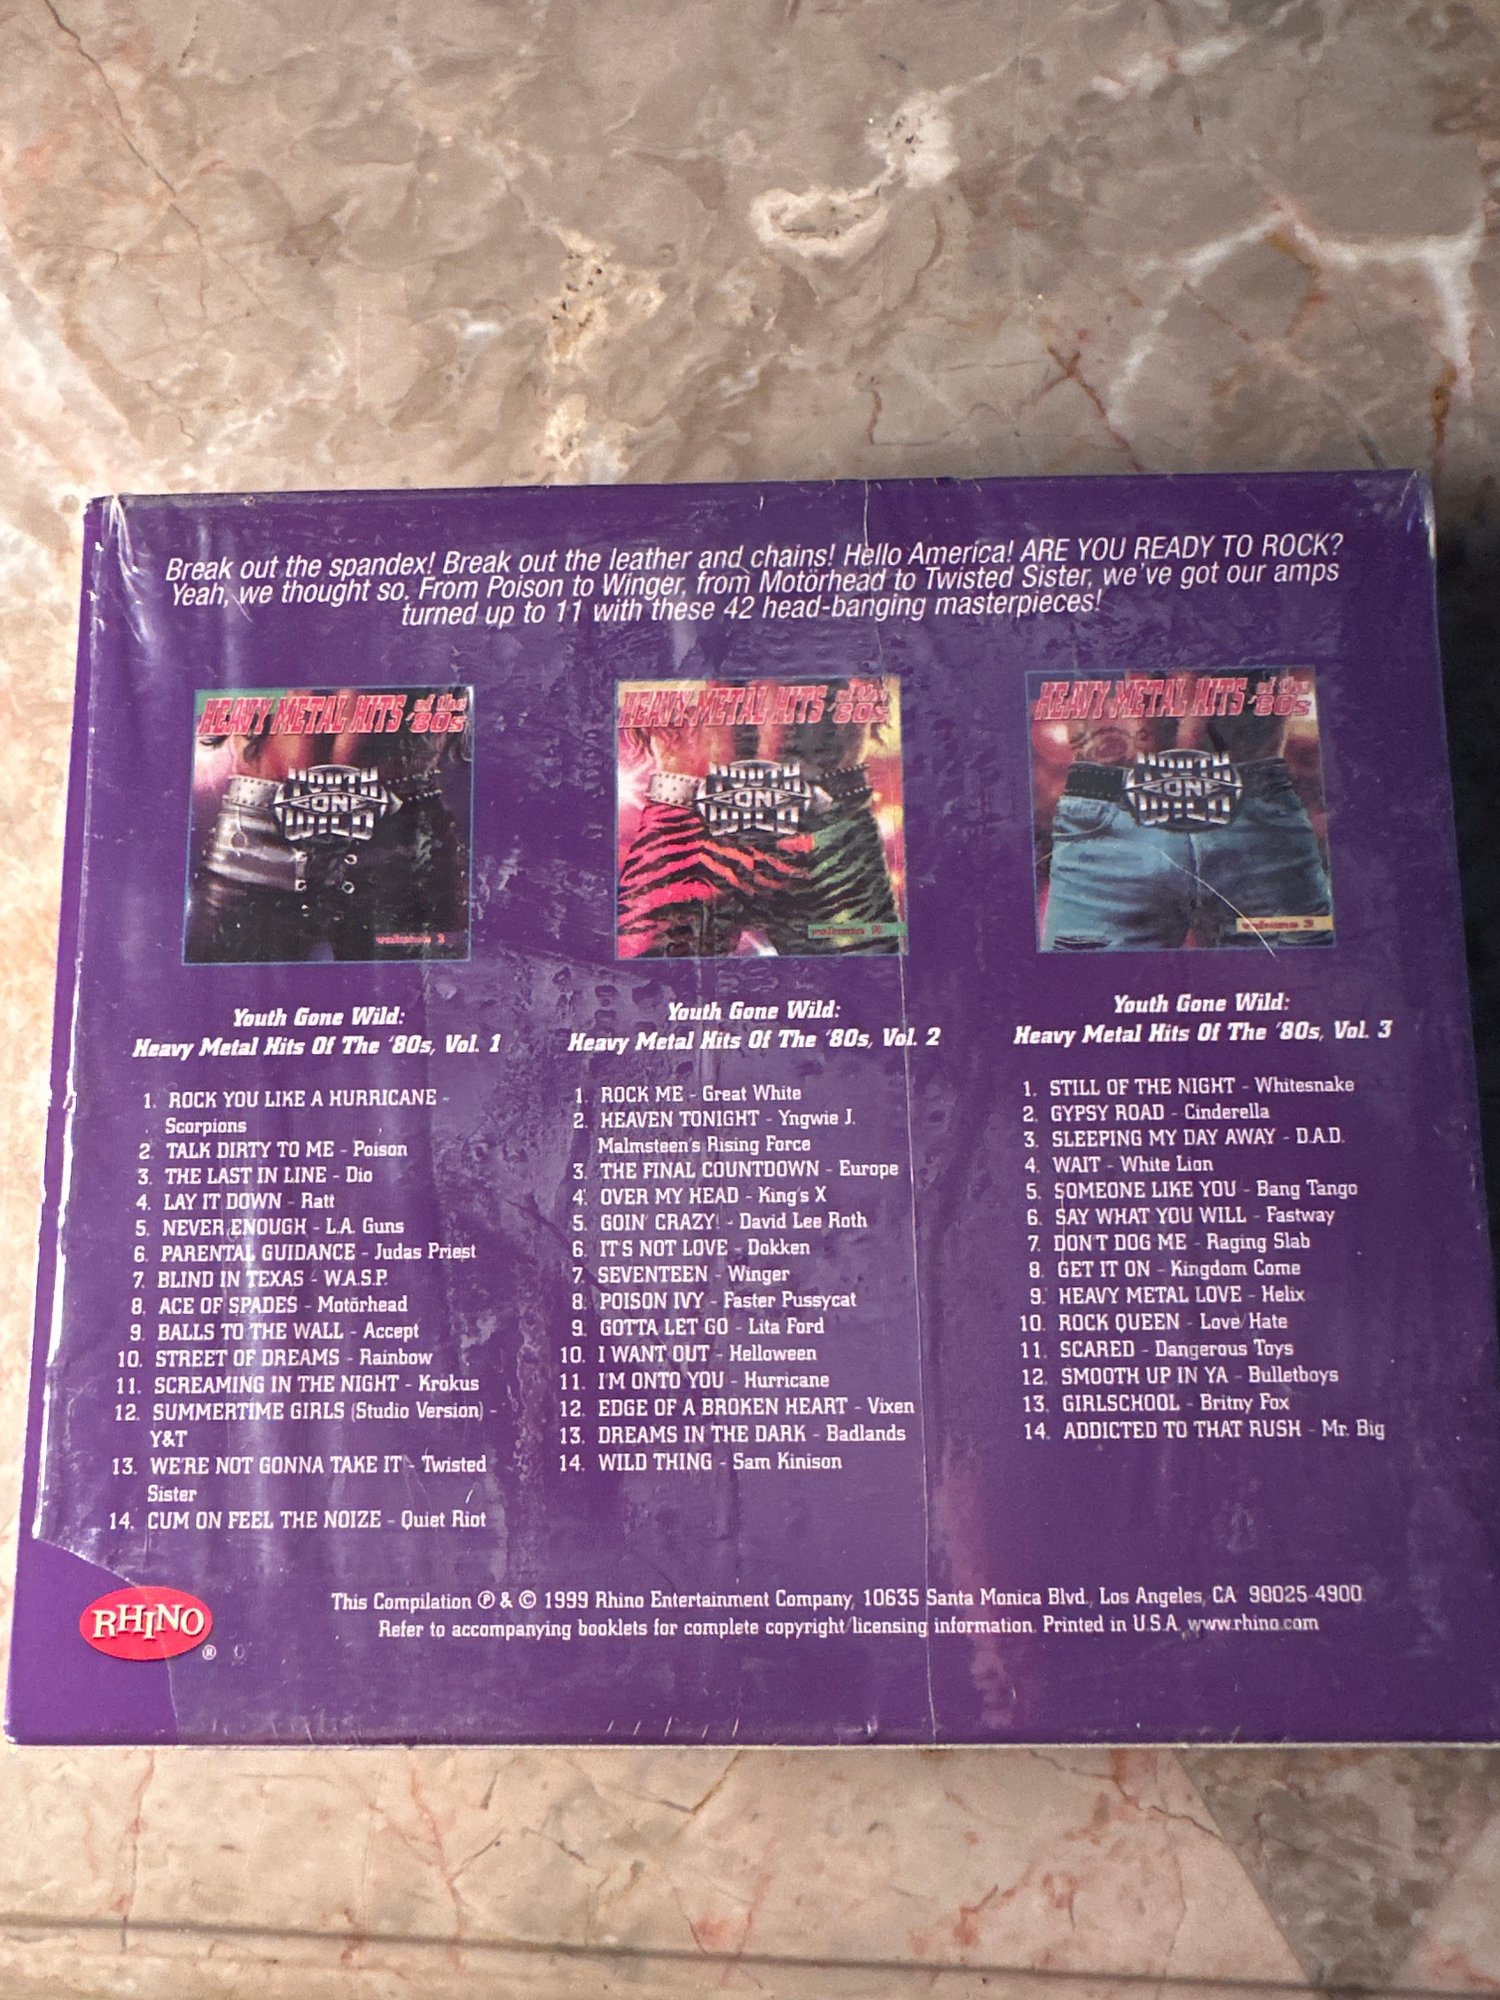 Break out the spandex! Break out the leather and chains! Hello America! ARE YOU READY TO ROCK?
Yeah, we thought so. From Poison to Winger, from Motörhead to Twisted Sister, we've got our amps
turned up to 11 with these 42 head-banging masterpieces!
HEAVY METAL HITS of the '80s
YOUTH
GONE
WILD
volume 1
HEAVY METAL HITS of the '80s
YOUTH
GONE
WILD
volume 2
HEAVY METAL HITS of the '80s
YOUTH
GONE
WILD
volume 3
Youth Gone Wild:
Heavy Metal Hits Of The '80s, Vol. 1
1. ROCK YOU LIKE A HURRICANE -
Scorpions
2. TALK DIRTY TO ME - Poison
3. THE LAST IN LINE - Dio
4. LAY IT DOWN - Ratt
5. NEVER ENOUGH - L.A. Guns
6. PARENTAL GUIDANCE - Judas Priest
7. BLIND IN TEXAS - W.A.S.P.
8. ACE OF SPADES - Motörhead
9. BALLS TO THE WALL - Accept
10. STREET OF DREAMS - Rainbow
11. SCREAMING IN THE NIGHT - Krokus
12. SUMMERTIME GIRLS (Studio Version) -
Y&T
13. WE'RE NOT GONNA TAKE IT - Twisted
Sister
14. CUM ON FEEL THE NOIZE - Quiet Riot
Youth Gone Wild:
Heavy Metal Hits Of The '80s, Vol. 2
1. ROCK ME - Great White
2. HEAVEN TONIGHT - Yngwie J.
Malmsteen's Rising Force
3. THE FINAL COUNTDOWN - Europe
4. OVER MY HEAD - King's X
5. GOIN' CRAZY! - David Lee Roth
6. IT'S NOT LOVE - Dokken
7. SEVENTEEN - Winger
8. POISON IVY - Faster Pussycat
9. GOTTA LET GO - Lita Ford
10. I WANT OUT - Helloween
11. I'M ONTO YOU - Hurricane
12. EDGE OF A BROKEN HEART - Vixen
13. DREAMS IN THE DARK - Badlands
14. WILD THING - Sam Kinison
Youth Gone Wild:
Heavy Metal Hits Of The '80s, Vol. 3
1. STILL OF THE NIGHT - Whitesnake
2. GYPSY ROAD - Cinderella
3. SLEEPING MY DAY AWAY - D.A.D.
4. WAIT - White Lion
5. SOMEONE LIKE YOU - Bang Tango
6. SAY WHAT YOU WILL - Fastway
7. DON'T DOG ME - Raging Slab
8. GET IT ON - Kingdom Come
9. HEAVY METAL LOVE - Helix
10. ROCK QUEEN - Love/Hate
11. SCARED - Dangerous Toys
12. SMOOTH UP IN YA - Bulletboys
13. GIRLSCHOOL - Britny Fox
14. ADDICTED TO THAT RUSH - Mr. Big
RHINO ®
This Compilation ℗ & © 1999 Rhino Entertainment Company, 10635 Santa Monica Blvd., Los Angeles, CA 90025-4900
Refer to accompanying booklets for complete copyright/licensing information. Printed in U.S.A. www.rhino.com